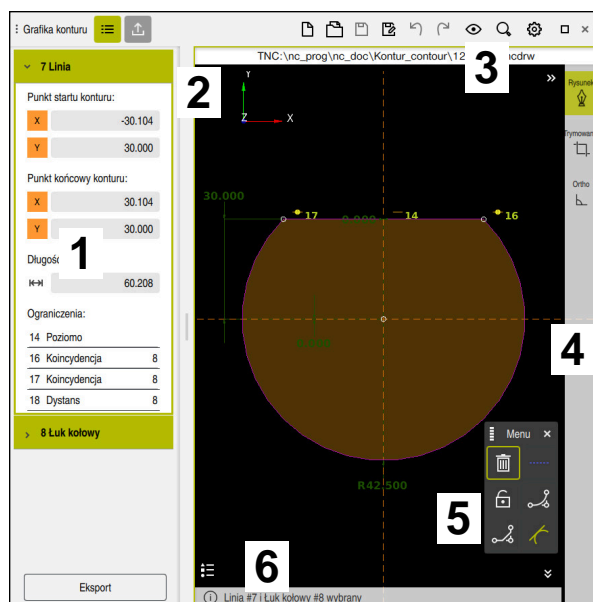 Grafika konturu
TNC:\nc_prog\nc_doc\Kontur_contour\12
cdrw
7 Linia
Punkt startu konturu:
X -30.104
Y 30.000
Punkt końcowy konturu:
X 30.104
Y 30.000
60.208
Ograniczenia:
14 Poziomo
16 Koincydencja 8
17 Koincydencja 8
18 Dystans 8
8 Łuk kołowy
Eksport
1
2
3
4
5
6
Y
Z
X
30.000
17
0.000
14
16
R42.500
Rysunek
Ortho
Menu
Linia #7 i Łuk kołowy #8 wybrany